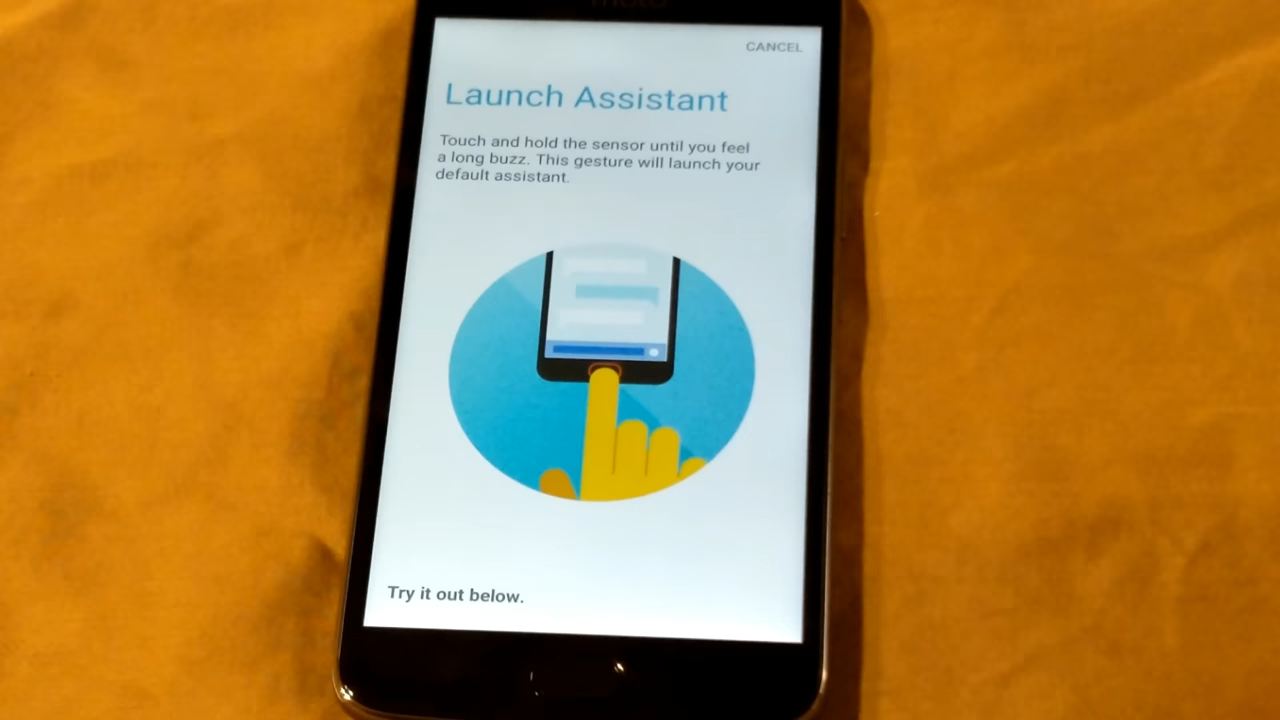 CANCEL
Launch Assistant
Touch and hold the sensor until you feel
a long buzz. This gesture will launch your
default assistant.
Try it out below.